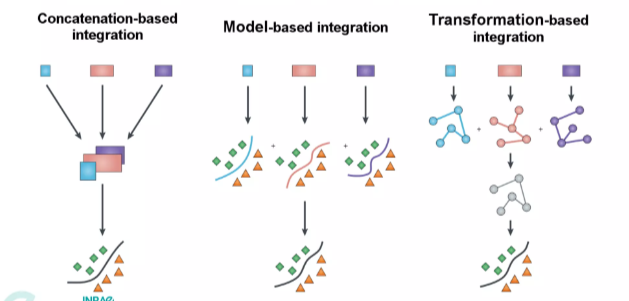 Concatenation-based
integration
Model-based integration
Transformation-based
integration
+
+
+
+